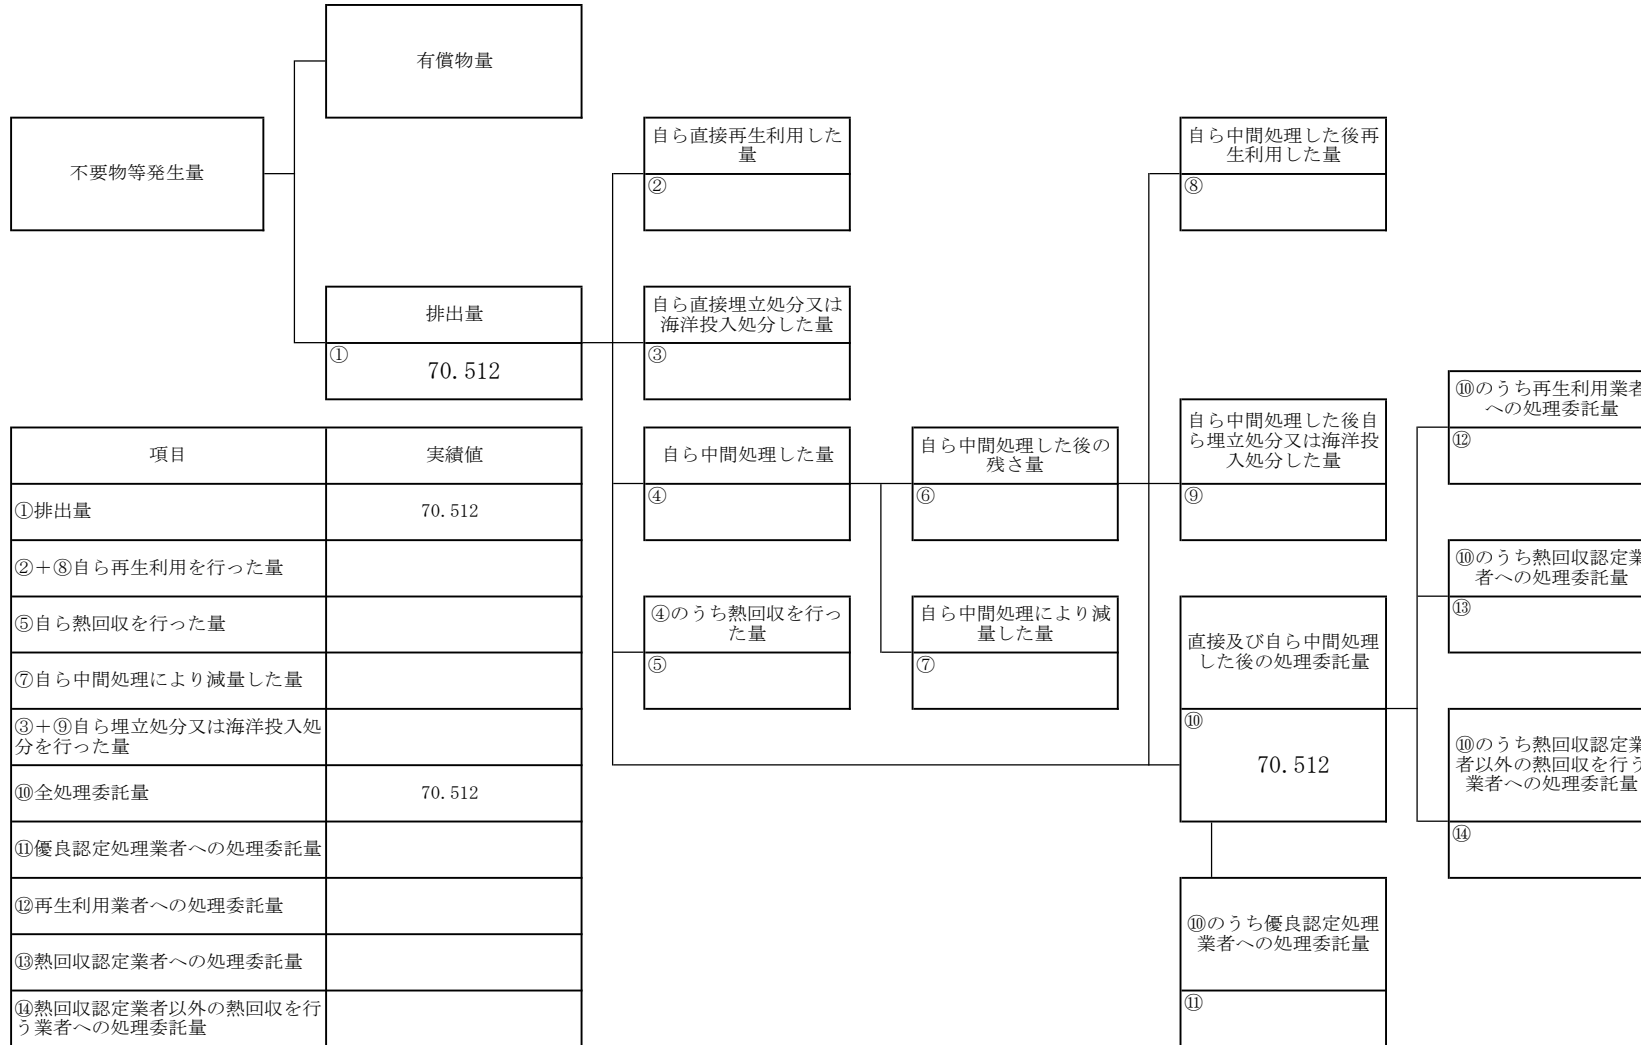 有償物量
不要物等発生量
自ら直接再生利用した
量
②
自ら中間処理した後再
生利用した量
⑧
排出量
①
70.512
自ら直接埋立処分又は
海洋投入処分した量
③
⑩のうち再生利用業者
への処理委託量
⑫
項目
実績値
自ら中間処理した量
④
自ら中間処理した後の
残さ量
⑥
自ら中間処理した後自
ら埋立処分又は海洋投
入処分した量
⑨
①排出量
70.512
②+⑧自ら再生利用を行った量
⑩のうち熱回収認定業
者への処理委託量
⑬
⑤自ら熱回収を行った量
④のうち熱回収を行っ
た量
⑤
自ら中間処理により減
量した量
⑦
直接及び自ら中間処理
した後の処理委託量
⑩
70.512
⑦自ら中間処理により減量した量
③+⑨自ら埋立処分又は海洋投入処
分を行った量
⑩のうち熱回収認定業
者以外の熱回収を行う
業者への処理委託量
⑭
⑩全処理委託量
70.512
⑪優良認定処理業者への処理委託量
⑫再生利用業者への処理委託量
⑩のうち優良認定処理
業者への処理委託量
⑪
⑬熱回収認定業者への処理委託量
⑭熱回収認定業者以外の熱回収を行
う業者への処理委託量